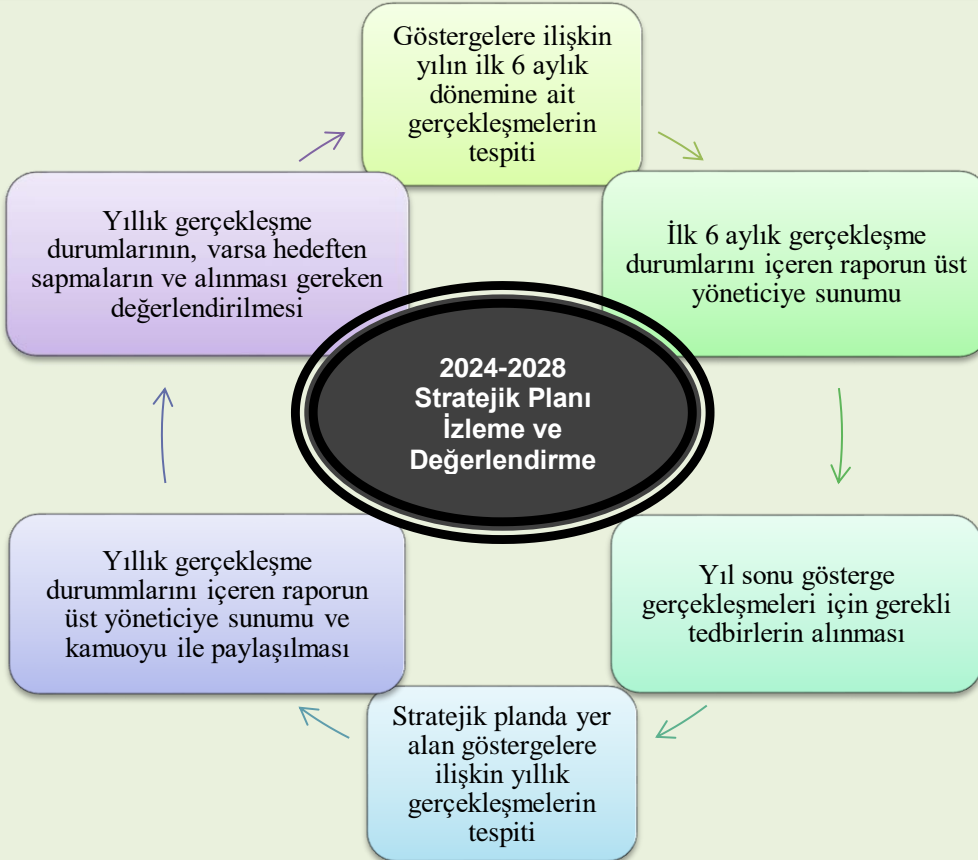 Göstergelere ilişkin
yılın ilk 6 aylık
dönemine ait
gerçekleşmelerin
tespiti
İlk 6 aylık gerçekleşme
durumlarını içeren raporun üst
yöneticiye sunumu
Yıl sonu gösterge
gerçekleşmeleri için gerekli
tedbirlerin alınması
Stratejik planda yer
alan göstergelere
ilişkin yıllık
gerçekleşmelerin
tespiti
Yıllık gerçekleşme
durummlarını içeren raporun
üst yöneticiye sunumu ve
kamuoyu ile paylaşılması
Yıllık gerçekleşme
durumlarının, varsa hedeften
sapmaların ve alınması gereken
değerlendirilmesi
2024-2028
Stratejik Planı
İzleme ve
Değerlendirme